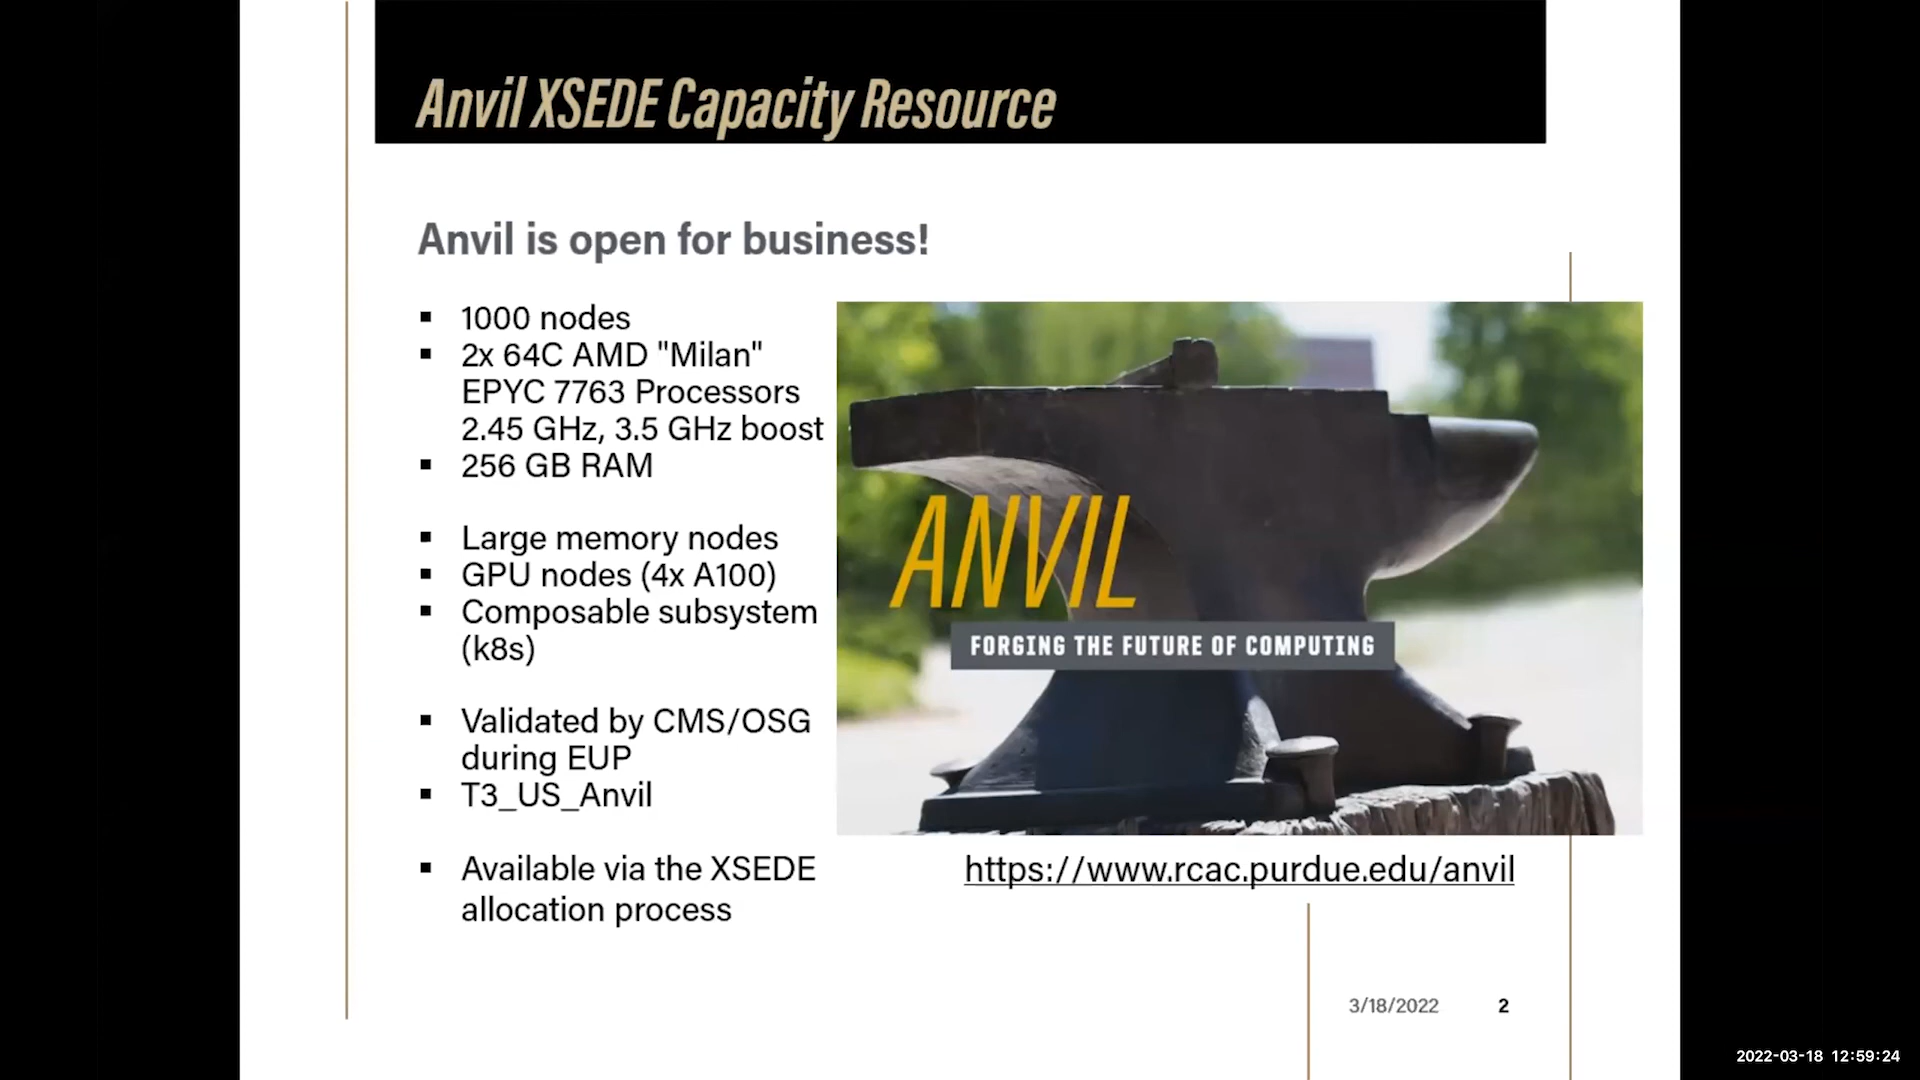 Anvil XSEDE Capacity Resource
Anvil is open for business!
▪ 1000 nodes
▪ 2x 64C AMD "Milan"
EPYC 7763 Processors
2.45 GHz, 3.5 GHz boost
▪ 256 GB RAM
▪ Large memory nodes
▪ GPU nodes (4x A100)
▪ Composable subsystem
(k8s)
▪ Validated by CMS/OSG
during EUP
▪ T3_US_Anvil
▪ Available via the XSEDE
allocation process
ANVIL
FORGING THE FUTURE OF COMPUTING
https://www.rcac.purdue.edu/anvil
3/18/2022 2
2022-03-18 12:59:24